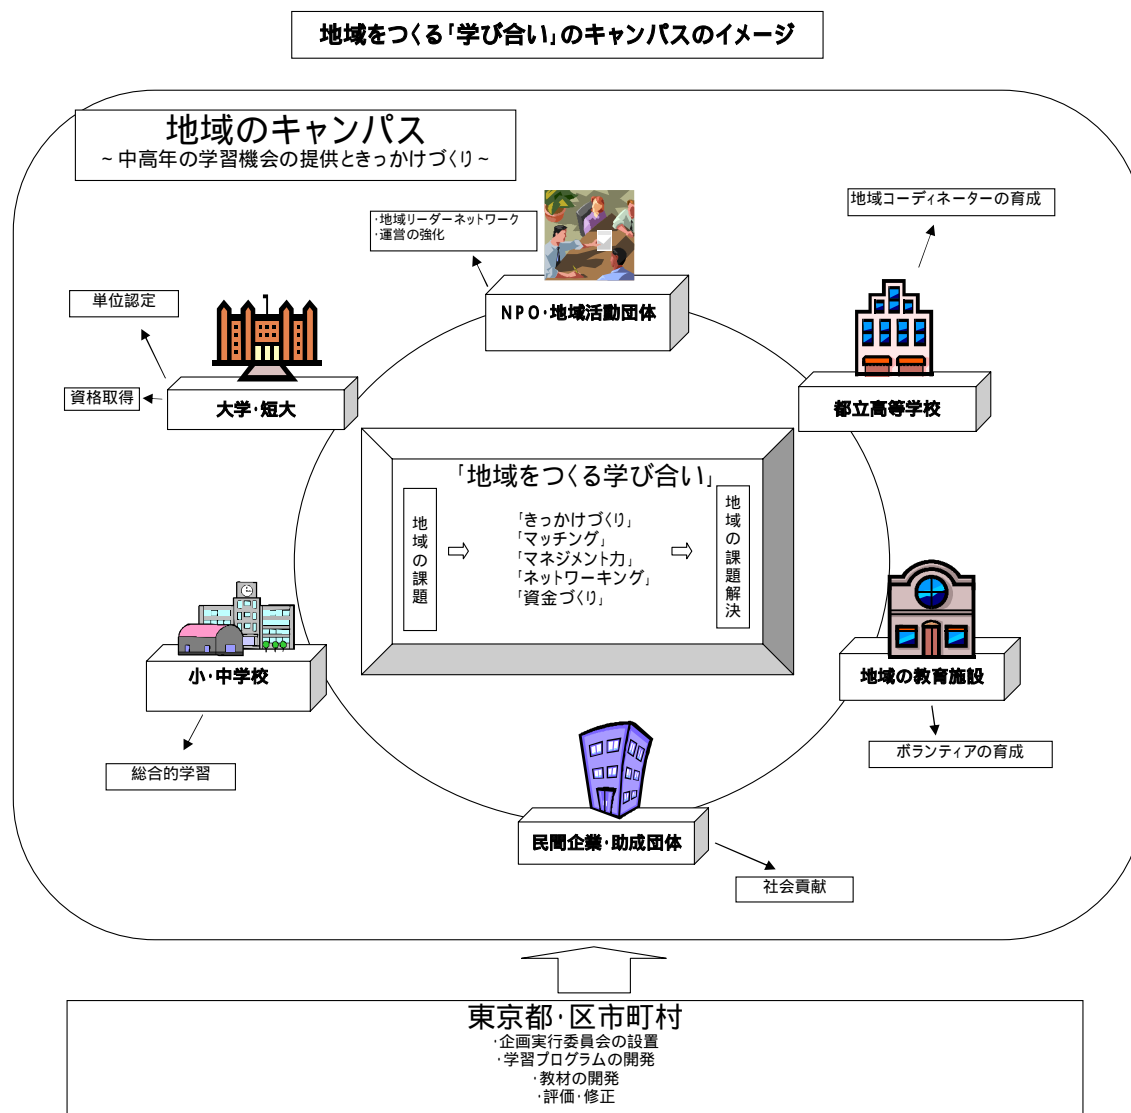 地域をつくる「学び合い」のキャンパスのイメージ
地域のキャンパス
~中高年の学習機会の提供ときっかけづくり~
・地域リーダーネットワーク
・運営の強化
地域コーディネーターの育成
NPO・地域活動団体
単位認定
資格取得
大学・短大
都立高等学校
「地域をつくる学び合い」
地域の課題
「きっかけづくり」
「マッチング」
「マネジメント力」
「ネットワーキング」
「資金づくり」
地域の課題解決
小・中学校
地域の教育施設
総合的学習
ボランティアの育成
民間企業・助成団体
社会貢献
東京都・区市町村
・企画実行委員会の設置
・学習プログラムの開発
・教材の開発
・評価・修正